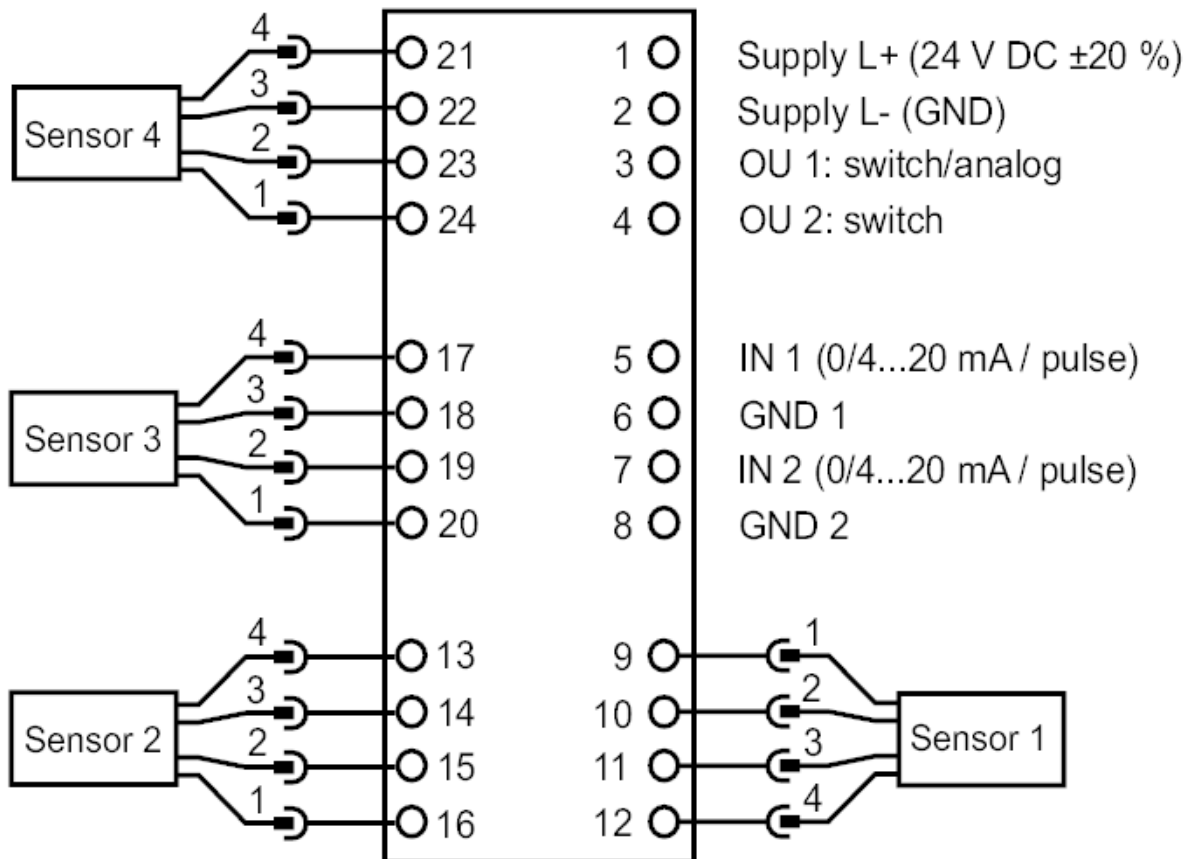 4 21 1 Supply L+ (24 V DC ±20 %)
3 22 2 Supply L- (GND)
Sensor 4
2 23 3 OU 1: switch/analog
1 24 4 OU 2: switch
4 17 5 IN 1 (0/4...20 mA / pulse)
3 18 6 GND 1
Sensor 3
2 19 7 IN 2 (0/4...20 mA / pulse)
1 20 8 GND 2
4 13 9 1
3 14 10 2
Sensor 2 Sensor 1
2 15 11 3
1 16 12 4